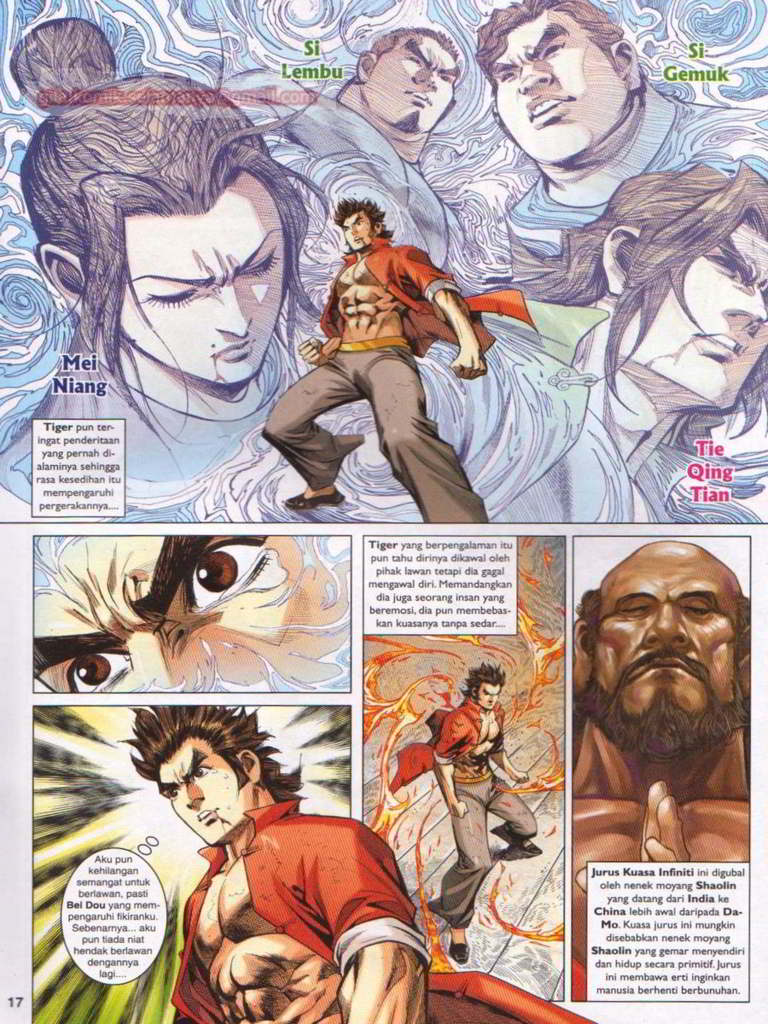 Si
Lembu
Si
Gemuk
Mei
Niang
Tie
Qing
Tian
Tiger pun ter-
ingat penderitaan
yang pernah di-
alaminya sehingga
rasa kesedihan itu
mempengaruhi
pergerakannya....
Tiger yang berpengalaman itu
pun tahu dirinya dikawal oleh
pihak lawan tetapi dia gagal
mengawal diri. Memandangkan
dia juga seorang insan yang
beremosi, dia pun membebas-
kan kuasanya tanpa sedar....
Aku pun
kehilangan
semangat untuk
berlawan, pasti
Bei Dou yang mem-
pengaruhi fikiranku.
Sebenarnya... aku
pun tiada niat
hendak berlawan
dengannya
lagi....
Jurus Kuasa Infiniti ini digubal
oleh nenek moyang Shaolin
yang datang dari India ke
China lebih awal daripada Da-
Mo. Kuasa jurus ini mungkin
disebabkan nenek moyang
Shaolin yang gemar menyendiri
dan hidup secara primitif. Jurus
ini membawa erti inginkan
manusia berhenti berbunuhan.
17